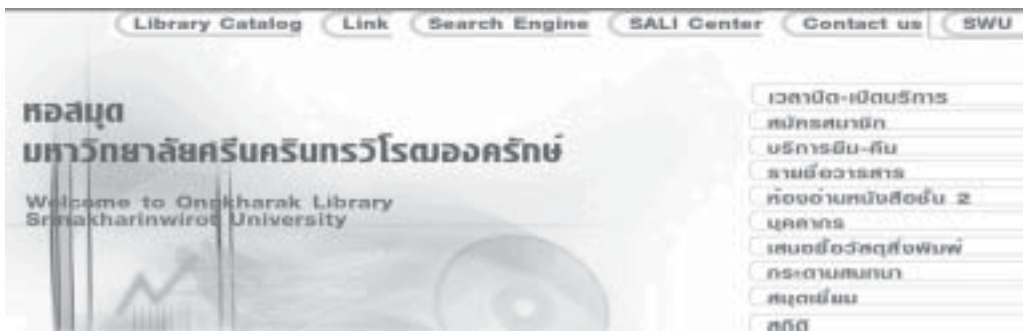 Library Catalog Link Search Engine SALI Center Contact us SWU
หอสมุด
มหาวิทยาลัยศรีนครินทรวิโรฒองครักษ์
Welcome to Ongkharak Library
Srinakharinwirot University
เวลาปิด-เปิดบริการ
สมัครสมาชิก
บริการยืม-คืน
รายชื่อวารสาร
ห้องอ่านหนังสือชั้น 2
บุคลากร
เสนอชื้อวัสดุสิ่งพิมพ์
กระดานสนทนา
สมุดเยี่ยม
สถิติ